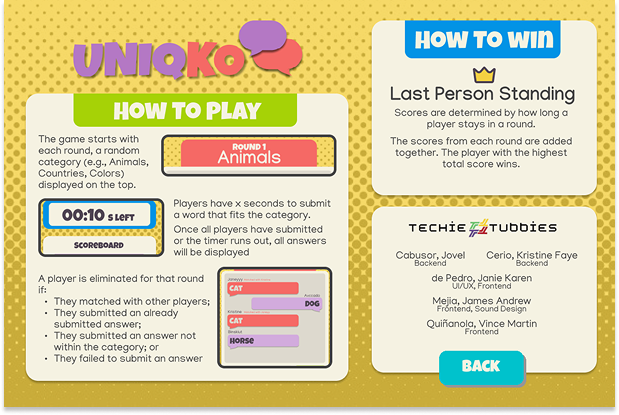 UNIQKO
HOW TO PLAY
The game starts with
each round, a random
category (e.g., Animals,
Countries, Colors)
displayed on the top.
ROUND 1
Animals
00:10 S LEFT
SCOREBOARD
Players have x seconds to submit
a word that fits the category.
Once all players have submitted
or the timer runs out, all answers
will be displayed
A player is eliminated for that round
if:
• They matched with other players;
• They submitted an already
submitted answer;
• They submitted an answer not
within the category; or
• They failed to submit an answer
CAT
DOG
CAT
HORSE
HOW TO WIN
Last Person Standing
Scores are determined by how long a
player stays in a round.
The scores from each round are added
together. The player with the highest
total score wins.
TECHIE TUBBIES
Cabusor, Jovel
Backend
Cerio, Kristine Faye
Backend
de Pedro, Janie Karen
UI/UX, Frontend
Mejia, James Andrew
Frontend, Sound Design
Quiñanola, Vince Martin
Frontend
BACK